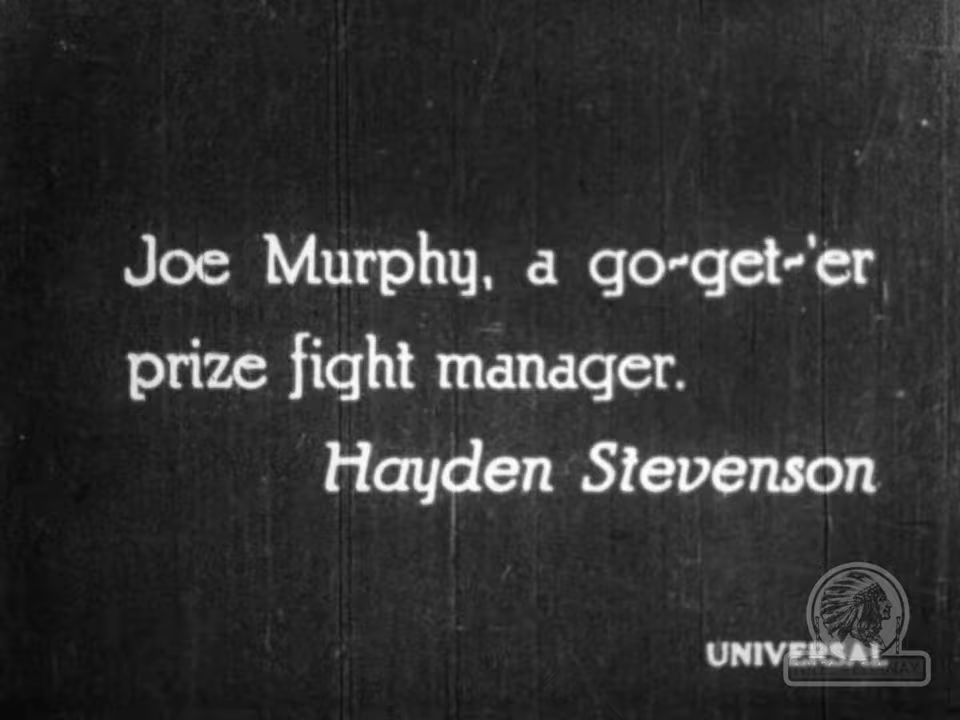 Joe Murphy, a go-get-'er
prize fight manager.
Hayden Stevenson
UNIVERSAL